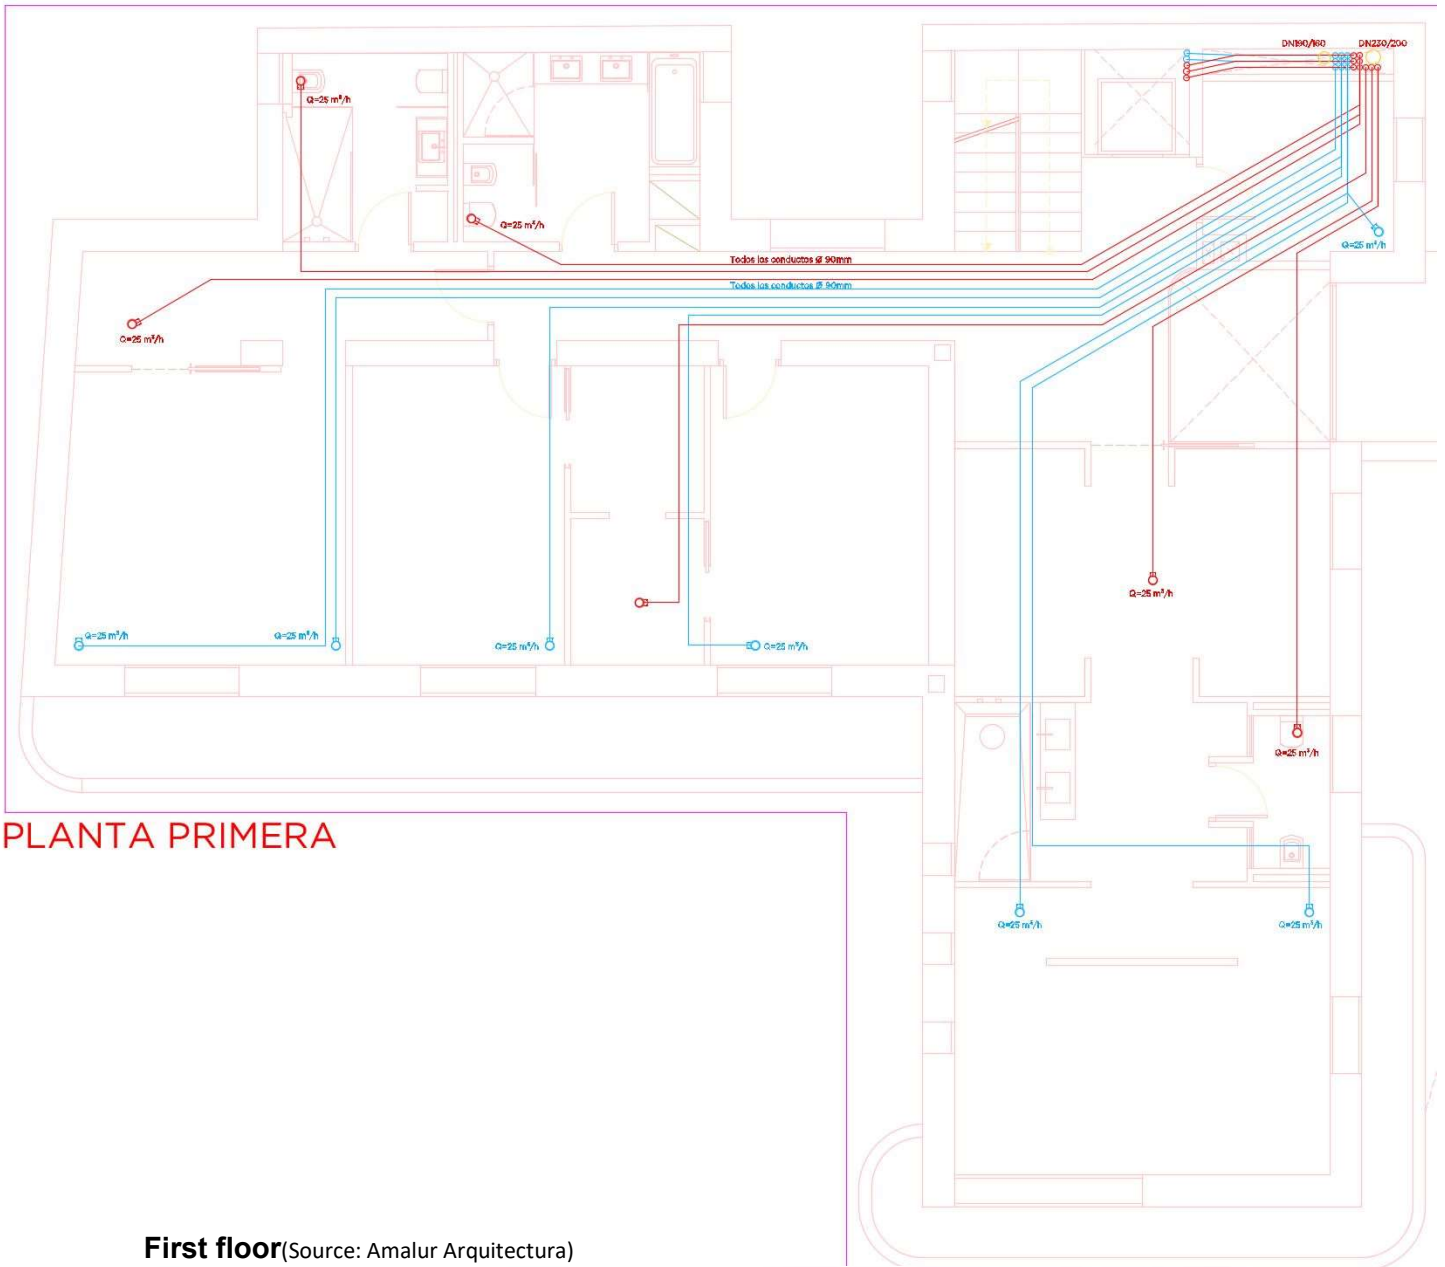 DN190/160
DN230/200
Q=25 m³/h
Q=25 m³/h
Q=25 m³/h
Todos los conductos Ø 90mm
Todos los conductos Ø 90mm
Q=25 m³/h
Q=25 m³/h
Q=25 m³/h
Q=25 m³/h
Q=25 m³/h
Q=25 m³/h
Q=25 m³/h
Q=25 m³/h
PLANTA PRIMERA
Q=25 m³/h
Q=25 m³/h
First floor(Source: Amalur Arquitectura)